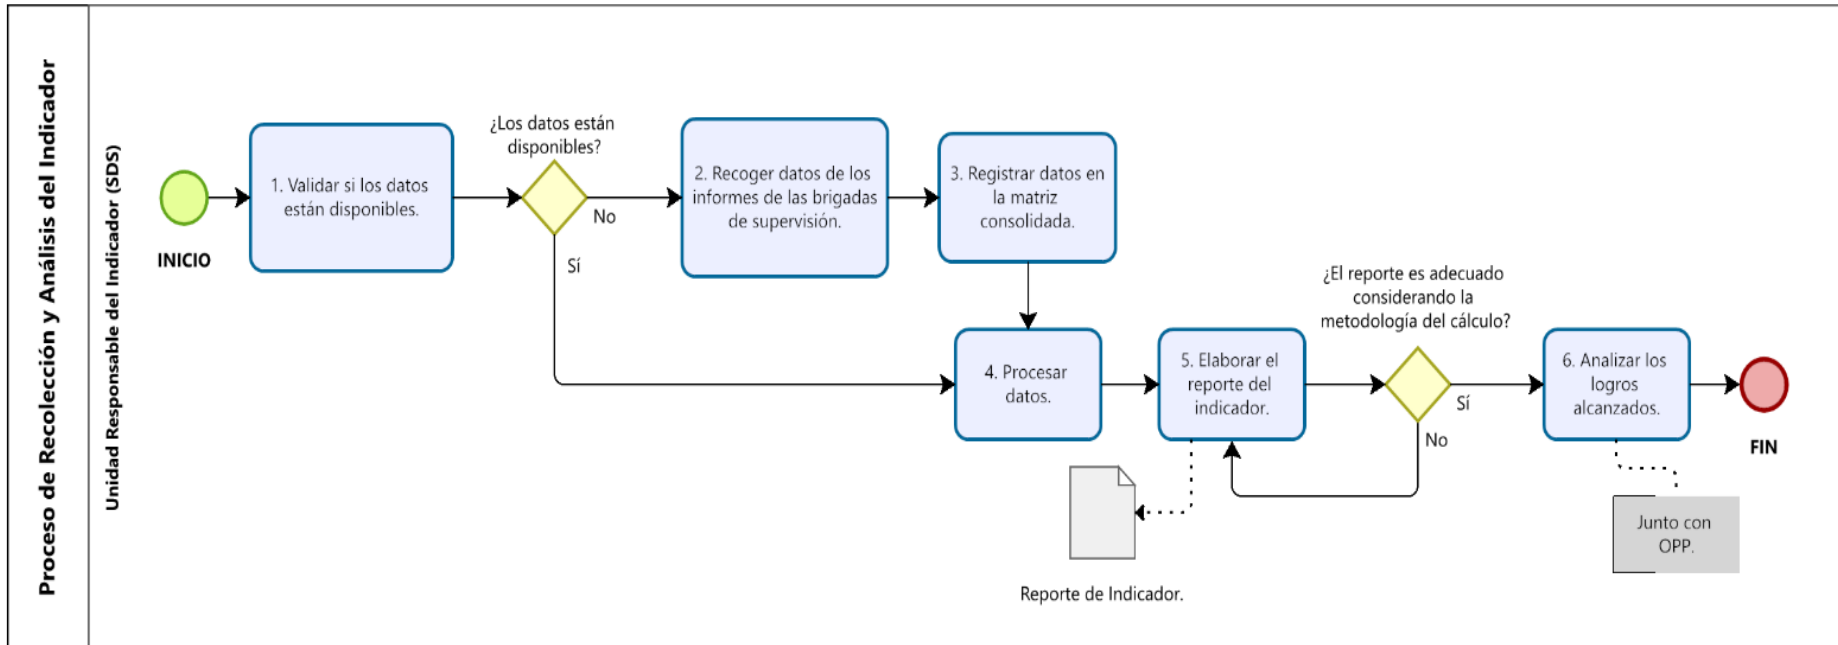 Proceso de Recolección y Análisis del Indicador
Unidad Responsable del Indicador (SDS)
INICIO
1. Validar si los datos
están disponibles.
¿Los datos están
disponibles?
No
Sí
2. Recoger datos de los
informes de las brigadas
de supervisión.
3. Registrar datos en
la matriz
consolidada.
4. Procesar
datos.
5. Elaborar el
reporte del
indicador.
Reporte de Indicador.
¿El reporte es adecuado
considerando la
metodología del cálculo?
Sí
No
6. Analizar los
logros
alcanzados.
Junto con
OPP.
FIN